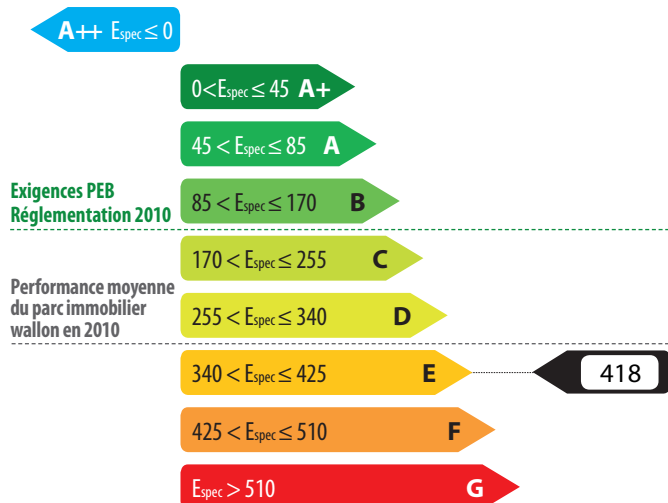 A++ Espec ≤ 0
0<Espec ≤ 45 A+
45 < Espec ≤ 85 A
Exigences PEB
Réglementation 2010
85 < Espec ≤ 170 B
170 < Espec ≤ 255 C
Performance moyenne
du parc immobilier
wallon en 2010
255 < Espec ≤ 340 D
340 < Espec ≤ 425 E
418
425 < Espec ≤ 510 F
Espec > 510 G